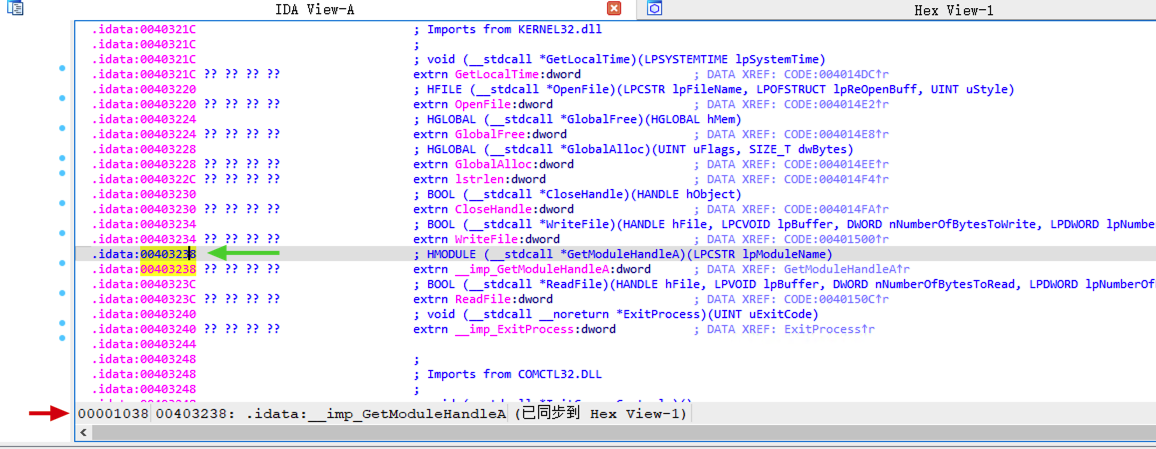 IDA View-A Hex View-1
.idata:0040321C ; Imports from KERNEL32.dll
.idata:0040321C ;
.idata:0040321C ; void (__stdcall *GetLocalTime)(LPSYSTEMTIME lpSystemTime)
.idata:0040321C ?? ?? ?? ?? extrn GetLocalTime:dword ; DATA XREF: CODE:004014DC↑r
.idata:00403220 ; HFILE (__stdcall *OpenFile)(LPCSTR lpFileName, LPOFSTRUCT lpReOpenBuff, UINT uStyle)
.idata:00403220 ?? ?? ?? ?? extrn OpenFile:dword ; DATA XREF: CODE:004014E2↑r
.idata:00403224 ; HGLOBAL (__stdcall *GlobalFree)(HGLOBAL hMem)
.idata:00403224 ?? ?? ?? ?? extrn GlobalFree:dword ; DATA XREF: CODE:004014E8↑r
.idata:00403228 ; HGLOBAL (__stdcall *GlobalAlloc)(UINT uFlags, SIZE_T dwBytes)
.idata:00403228 ?? ?? ?? ?? extrn GlobalAlloc:dword ; DATA XREF: CODE:004014EE↑r
.idata:0040322C ?? ?? ?? ?? extrn lstrlen:dword ; DATA XREF: CODE:004014F4↑r
.idata:00403230 ; BOOL (__stdcall *CloseHandle)(HANDLE hObject)
.idata:00403230 ?? ?? ?? ?? extrn CloseHandle:dword ; DATA XREF: CODE:004014FA↑r
.idata:00403234 ; BOOL (__stdcall *WriteFile)(HANDLE hFile, LPCVOID lpBuffer, DWORD nNumberOfBytesToWrite, LPDWORD lpNumber
.idata:00403234 ?? ?? ?? ?? extrn WriteFile:dword ; DATA XREF: CODE:00401500↑r
.idata:00403238 ; HMODULE (__stdcall *GetModuleHandleA)(LPCSTR lpModuleName)
.idata:00403238 ?? ?? ?? ?? extrn __imp_GetModuleHandleA:dword ; DATA XREF: GetModuleHandleA↑r
.idata:0040323C ; BOOL (__stdcall *ReadFile)(HANDLE hFile, LPVOID lpBuffer, DWORD nNumberOfBytesToRead, LPDWORD lpNumberOf
.idata:0040323C ?? ?? ?? ?? extrn ReadFile:dword ; DATA XREF: CODE:0040150C↑r
.idata:00403240 ; void (__stdcall __noreturn *ExitProcess)(UINT uExitCode)
.idata:00403240 ?? ?? ?? ?? extrn __imp_ExitProcess:dword ; DATA XREF: ExitProcess↑r
.idata:00403244
.idata:00403248 ;
.idata:00403248 ; Imports from COMCTL32.DLL
.idata:00403248 ;
00001038 00403238: .idata:__imp_GetModuleHandleA (已同步到 Hex View-1)